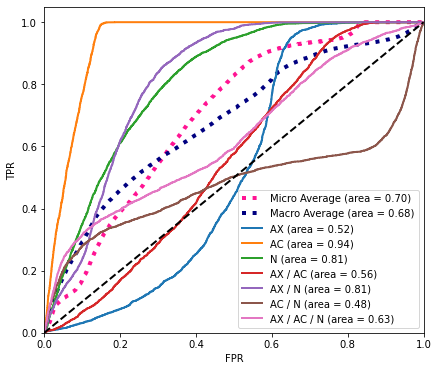 1.0
0.8
0.6
0.4
0.2
0.0
TPR
0.0 0.2 0.4 0.6 0.8 1.0
FPR
Micro Average (area = 0.70)
Macro Average (area = 0.68)
AX (area = 0.52)
AC (area = 0.94)
N (area = 0.81)
AX / AC (area = 0.56)
AX / N (area = 0.81)
AC / N (area = 0.48)
AX / AC / N (area = 0.63)